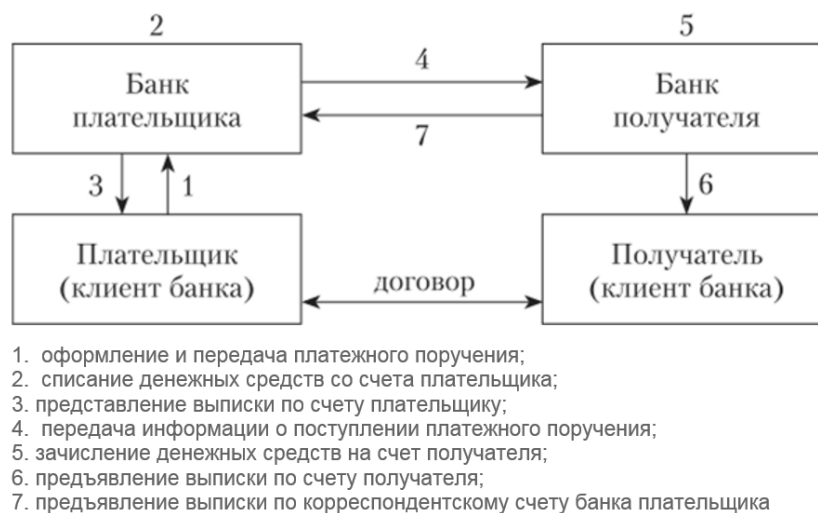 2
5
Банк
плательщика
4
Банк
получателя
7
3
1
6
Плательщик
(клиент банка)
договор
Получатель
(клиент банка)
1. оформление и передача платежного поручения;
2. списание денежных средств со счета плательщика;
3. представление выписки по счету плательщику;
4. передача информации о поступлении платежного поручения;
5. зачисление денежных средств на счет получателя;
6. предъявление выписки по счету получателя;
7. предъявление выписки по корреспондентскому счету банка плательщика